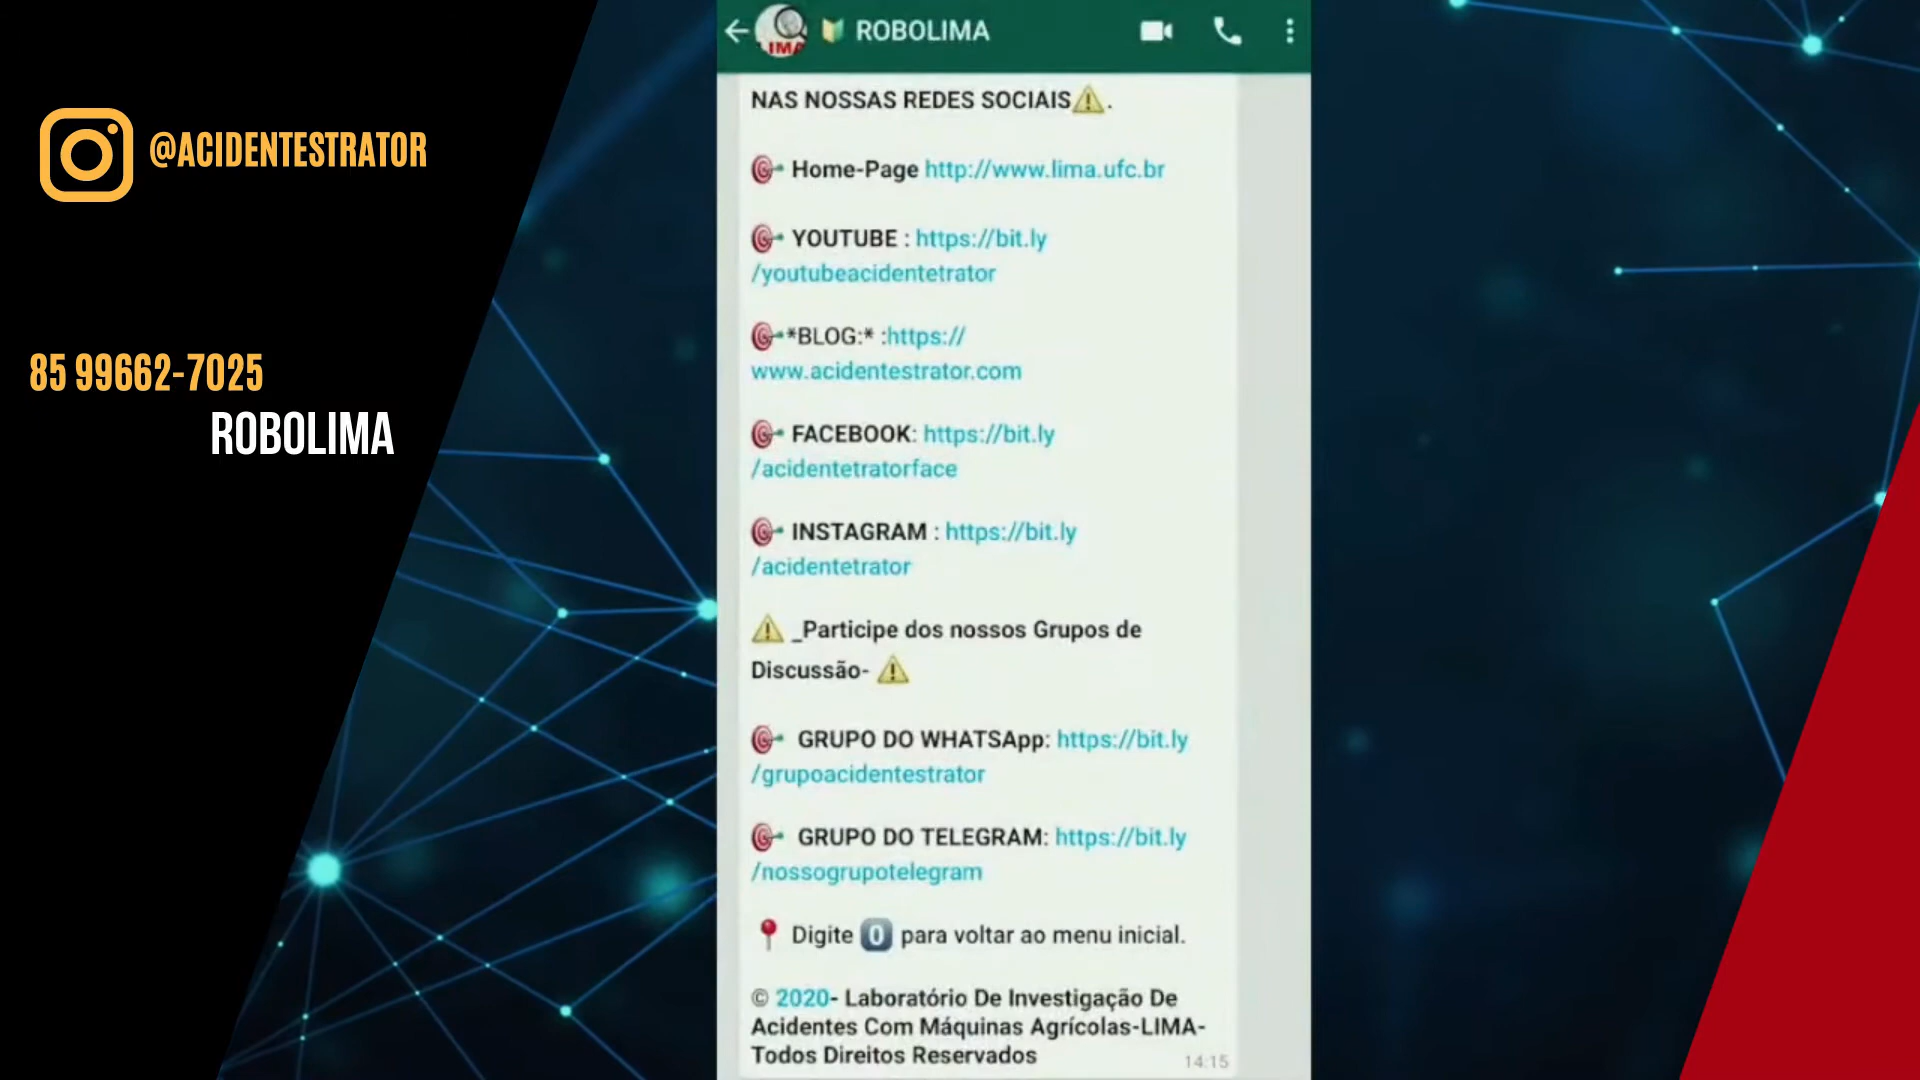 @ACIDENTESTRATOR
85 99662-7025
ROBOLIMA
LIMA
ROBOLIMA
NAS NOSSAS REDES SOCIAIS⚠️.
🎯 Home-Page http://www.lima.ufc.br
🎯 YOUTUBE : https://bit.ly
/youtubeacidentetrator
🎯*BLOG:* :https://
www.acidentestrator.com
🎯 FACEBOOK: https://bit.ly
/acidentetratorface
🎯 INSTAGRAM : https://bit.ly
/acidentetrator
⚠️ _Participe dos nossos Grupos de
Discussão- ⚠️
🎯 GRUPO DO WHATSApp: https://bit.ly
/grupoacidentestrator
🎯 GRUPO DO TELEGRAM: https://bit.ly
/nossogrupotelegram
📍 Digite 0️⃣ para voltar ao menu inicial.
© 2020- Laboratório De Investigação De
Acidentes Com Máquinas Agrícolas-LIMA-
Todos Direitos Reservados
14:15